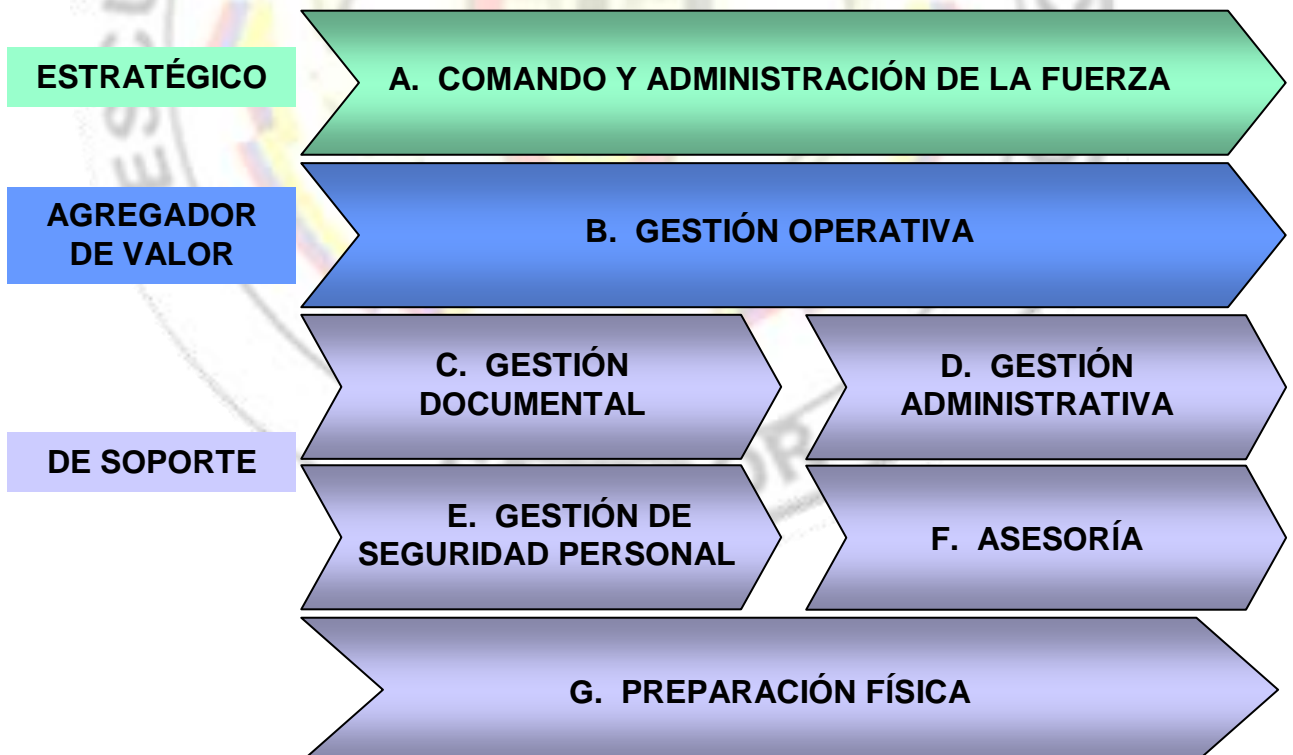 ESTRATÉGICO
A. COMANDO Y ADMINISTRACIÓN DE LA FUERZA
AGREGADOR
DE VALOR
B. GESTIÓN OPERATIVA
DE SOPORTE
C. GESTIÓN
DOCUMENTAL
D. GESTIÓN
ADMINISTRATIVA
E. GESTIÓN DE
SEGURIDAD PERSONAL
F. ASESORÍA
G. PREPARACIÓN FÍSICA